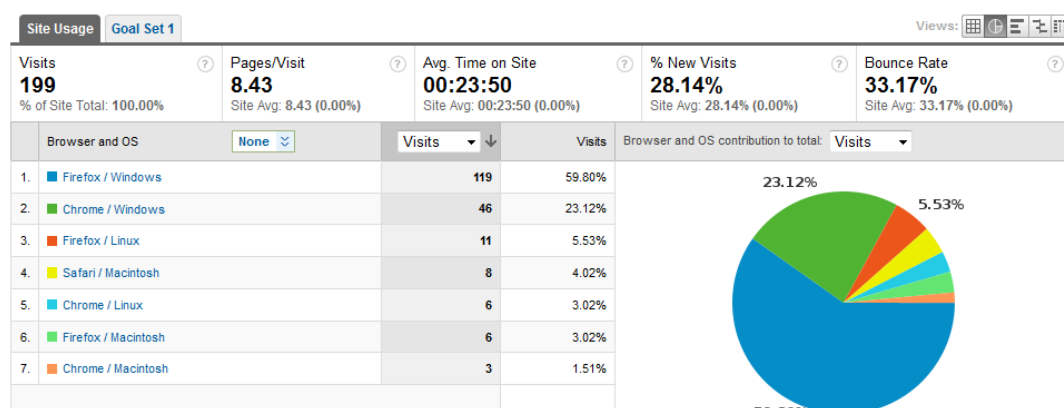 Site Usage Goal Set 1 Views:
Visits ? Pages/Visit ? Avg. Time on Site ? % New Visits ? Bounce Rate ?
199 8.43 00:23:50 28.14% 33.17%
% of Site Total: 100.00% Site Avg: 8.43 (0.00%) Site Avg: 00:23:50 (0.00%) Site Avg: 28.14% (0.00%) Site Avg: 33.17% (0.00%)
Browser and OS None Visits Visits Browser and OS contribution to total: Visits
1. Firefox / Windows 119 59.80%
2. Chrome / Windows 46 23.12%
3. Firefox / Linux 11 5.53%
4. Safari / Macintosh 8 4.02%
5. Chrome / Linux 6 3.02%
6. Firefox / Macintosh 6 3.02%
7. Chrome / Macintosh 3 1.51%
23.12%
5.53%